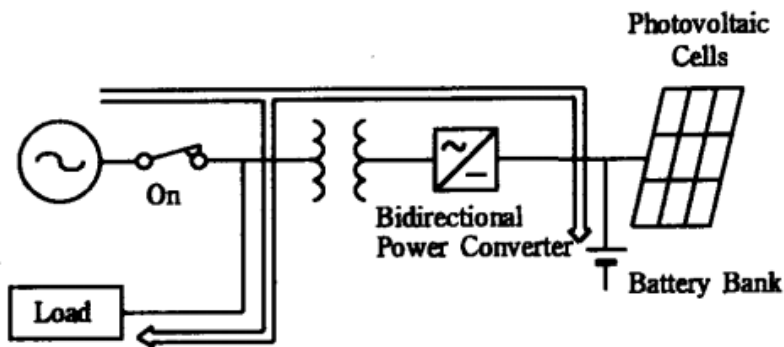 Photovoltaic
Cells
On
Bidirectional
Power Converter
Load
Battery Bank